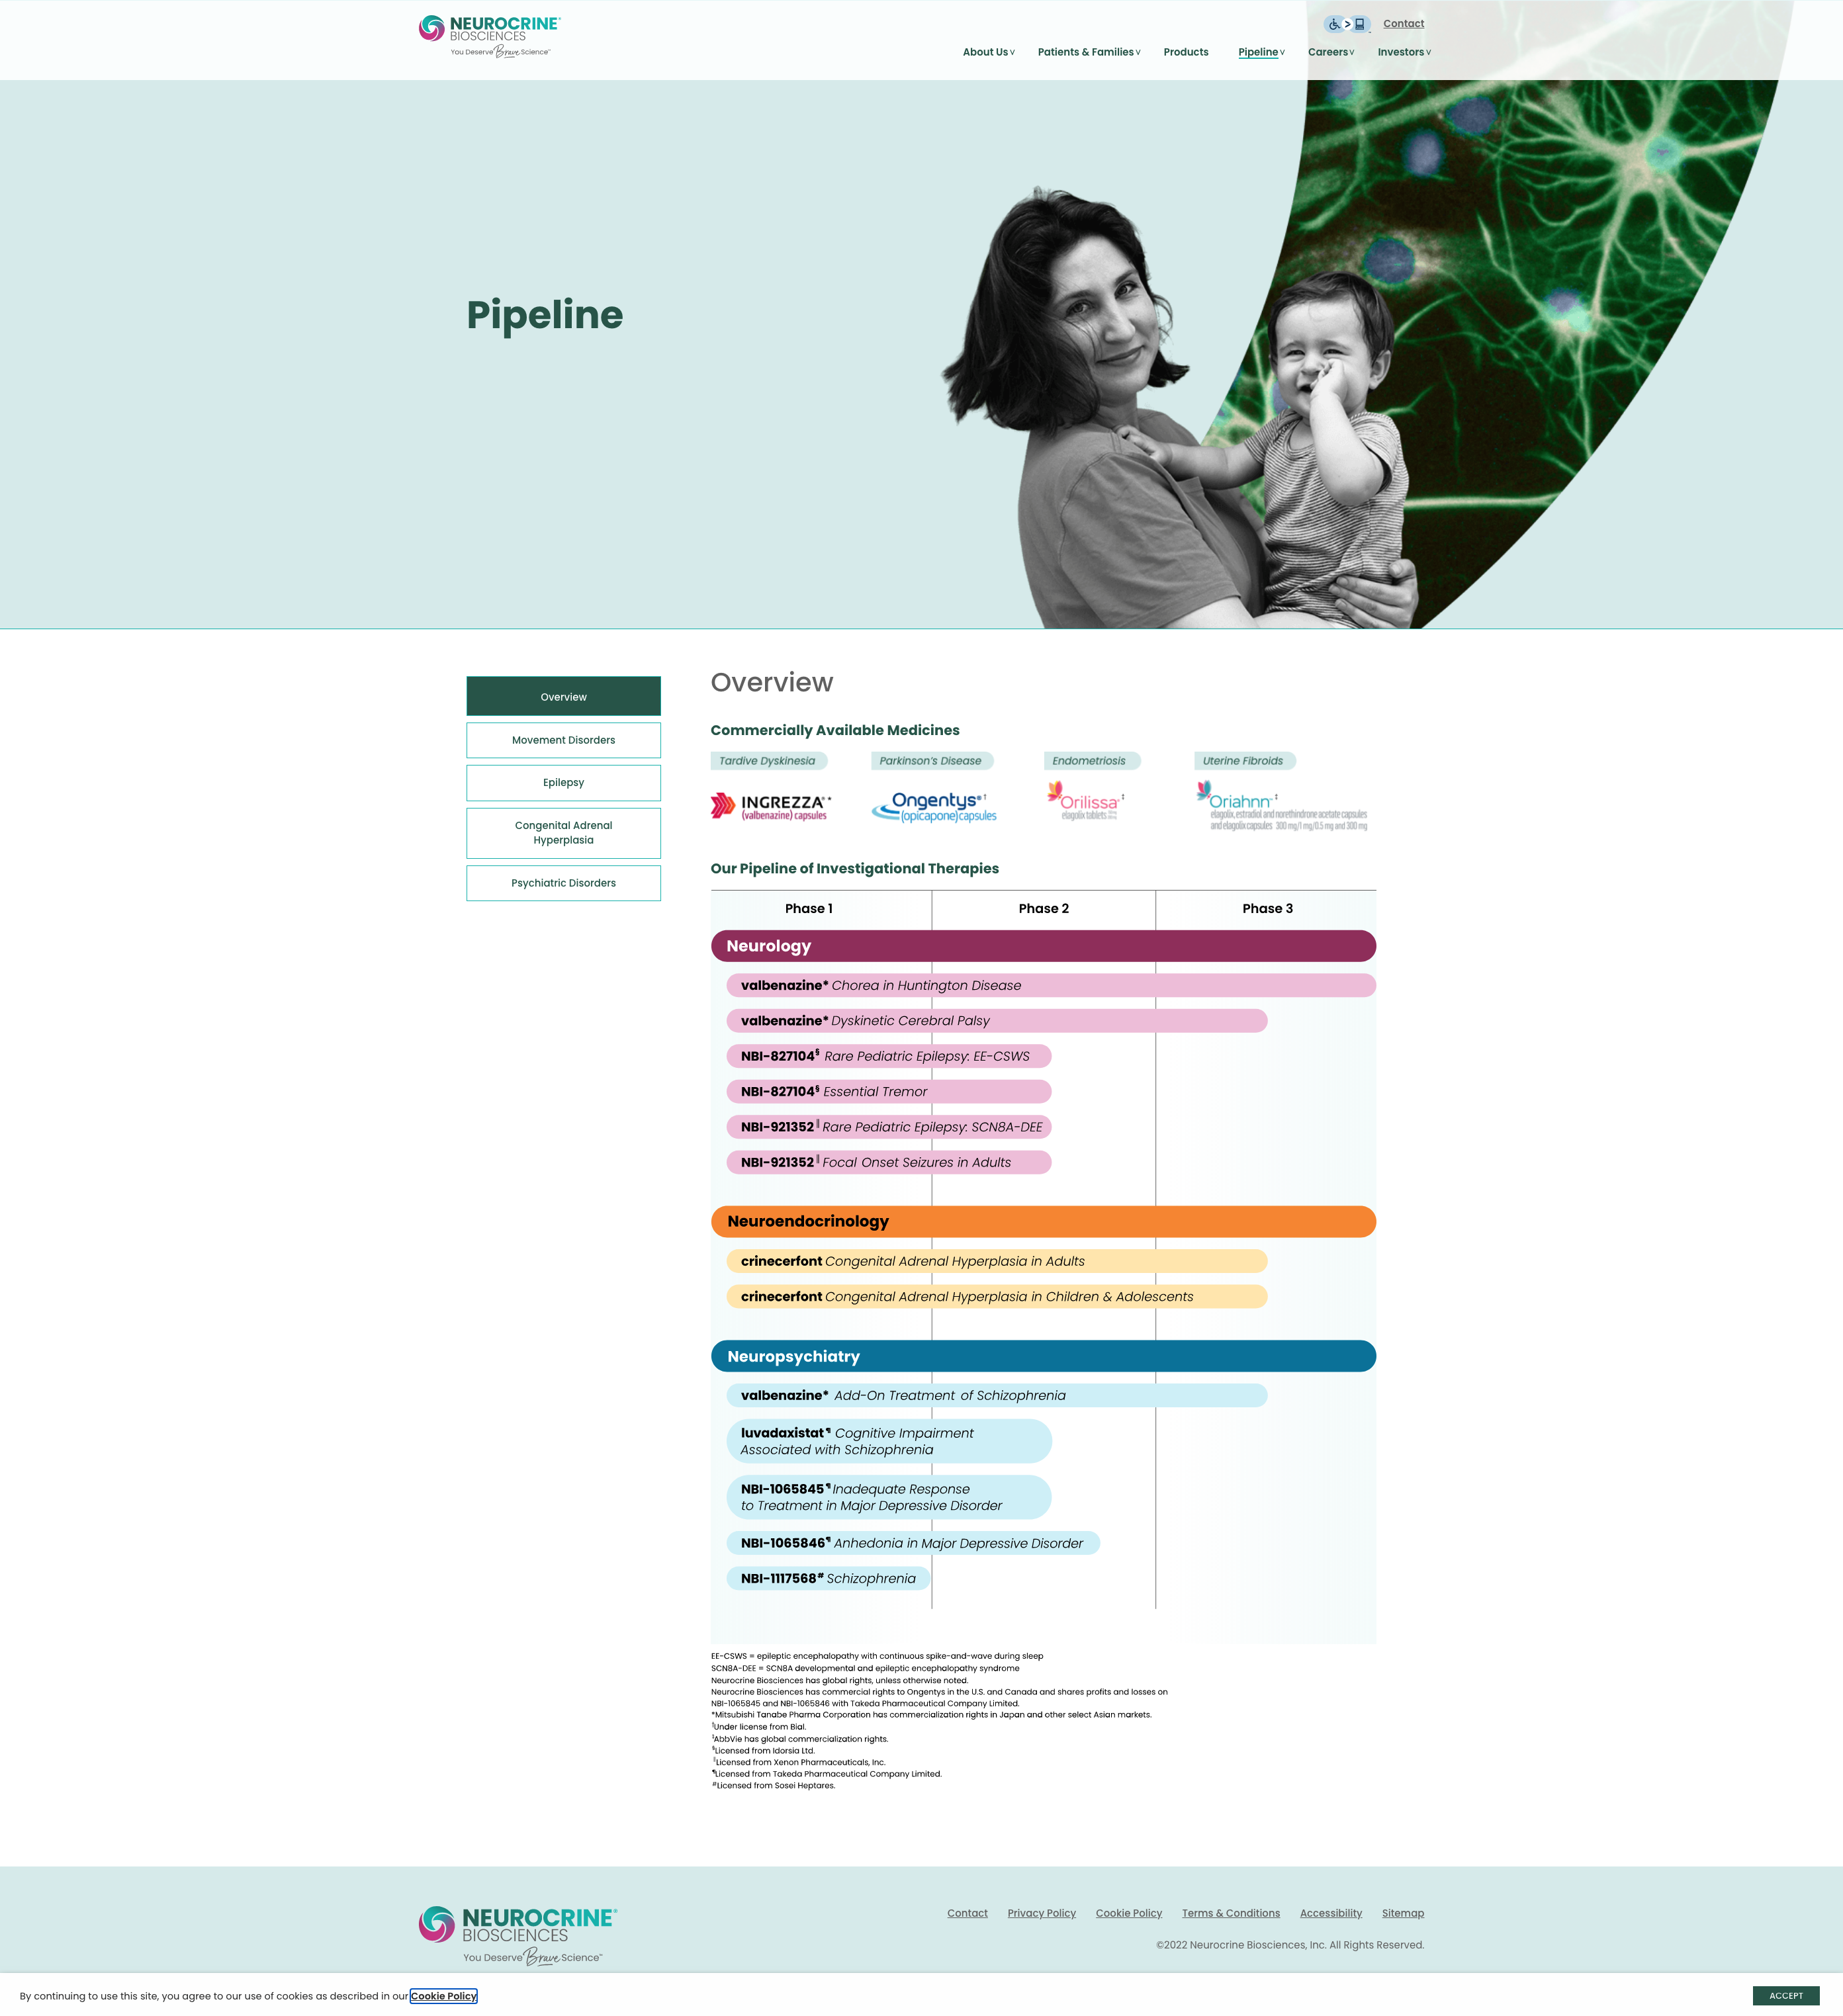 NEUROCRINE®
BIOSCIENCES
You Deserve Brave Science™
Contact
About Us
Patients & Families
Products
Pipeline
Careers
Investors
Pipeline
Overview
Movement Disorders
Epilepsy
Congenital Adrenal
Hyperplasia
Psychiatric Disorders
Overview
Commercially Available Medicines
Tardive Dyskinesia
Parkinson's Disease
Endometriosis
Uterine Fibroids
INGREZZA®*
(valbenazine) capsules
Ongentys®†
(opicapone) capsules
Orilissa®‡
elagolix tablets
Oriahnn™‡
elagolix, estradiol and norethindrone acetate capsules
and elagolix capsules 300 mg/1 mg/0.5 mg and 300 mg
Our Pipeline of Investigational Therapies
Phase 1 Phase 2 Phase 3
Neurology
valbenazine* Chorea in Huntington Disease
valbenazine* Dyskinetic Cerebral Palsy
NBI-827104§ Rare Pediatric Epilepsy: EE-CSWS
NBI-827104§ Essential Tremor
NBI-921352‖ Rare Pediatric Epilepsy: SCN8A-DEE
NBI-921352‖ Focal Onset Seizures in Adults
Neuroendocrinology
crinecerfont Congenital Adrenal Hyperplasia in Adults
crinecerfont Congenital Adrenal Hyperplasia in Children & Adolescents
Neuropsychiatry
valbenazine* Add-On Treatment of Schizophrenia
luvadaxistat¶ Cognitive Impairment
Associated with Schizophrenia
NBI-1065845¶ Inadequate Response
to Treatment in Major Depressive Disorder
NBI-1065846¶ Anhedonia in Major Depressive Disorder
NBI-1117568# Schizophrenia
EE-CSWS = epileptic encephalopathy with continuous spike-and-wave during sleep
SCN8A-DEE = SCN8A developmental and epileptic encephalopathy syndrome
Neurocrine Biosciences has global rights, unless otherwise noted.
Neurocrine Biosciences has commercial rights to Ongentys in the U.S. and Canada and shares profits and losses on
NBI-1065845 and NBI-1065846 with Takeda Pharmaceutical Company Limited.
*Mitsubishi Tanabe Pharma Corporation has commercialization rights in Japan and other select Asian markets.
†Under license from Bial.
‡AbbVie has global commercialization rights.
§Licensed from Idorsia Ltd.
‖Licensed from Xenon Pharmaceuticals, Inc.
¶Licensed from Takeda Pharmaceutical Company Limited.
#Licensed from Sosei Heptares.
NEUROCRINE®
BIOSCIENCES
You Deserve Brave Science™
Contact Privacy Policy Cookie Policy Terms & Conditions Accessibility Sitemap
©2022 Neurocrine Biosciences, Inc. All Rights Reserved.
By continuing to use this site, you agree to our use of cookies as described in our Cookie Policy
ACCEPT